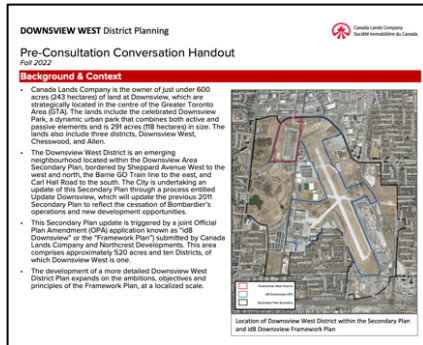 DOWNSVIEW WEST District Planning
Canada Lands Company
Société immobilière du Canada
Pre-Consultation Conversation Handout
Fall 2022
Background & Context
• Canada Lands Company is the owner of just under 600
acres (243 hectares) of land at Downsview, which are
strategically located in the centre of the Greater Toronto
Area (GTA). The lands include the celebrated Downsview
Park, a dynamic urban park that combines both active and
passive elements and is 291 acres (118 hectares) in size. The
lands also include three districts, Downsview West,
Chesswood, and Allen.
• The Downsview West District is an emerging
neighbourhood located within the Downsview Area
Secondary Plan, bordered by Sheppard Avenue West to the
west and north, the Barrie GO Train line to the east, and
Carl Hall Road to the south. The City is undertaking an
update of this Secondary Plan through a process entitled
Update Downsview, which will update the previous 2011
Secondary Plan to reflect the cessation of Bombardier's
operations and new development opportunities.
• This Secondary Plan update is triggered by a joint Official
Plan Amendment (OPA) application known as "id8
Downsview" or the "Framework Plan") submitted by Canada
Lands Company and Northcrest Developments. This area
comprises approximately 520 acres and ten Districts, of
which Downsview West is one.
• The development of a more detailed Downsview West
District Plan expands on the ambitions, objectives and
principles of the Framework Plan, at a localized scale.
Downsview West District
id8 Downsview OPA
Secondary Plan Boundary
Location of Downsview West District within the Secondary Plan
and id8 Downsview Framework Plan